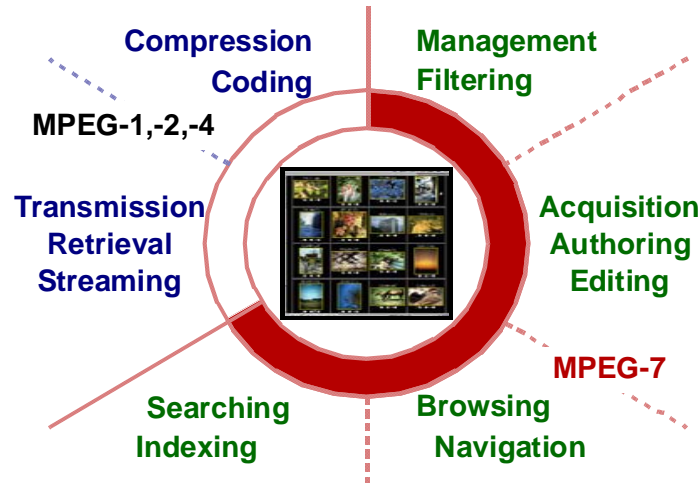 Compression
Coding
Management
Filtering
MPEG-1,-2,-4
Transmission
Retrieval
Streaming
Acquisition
Authoring
Editing
MPEG-7
Searching
Indexing
Browsing
Navigation